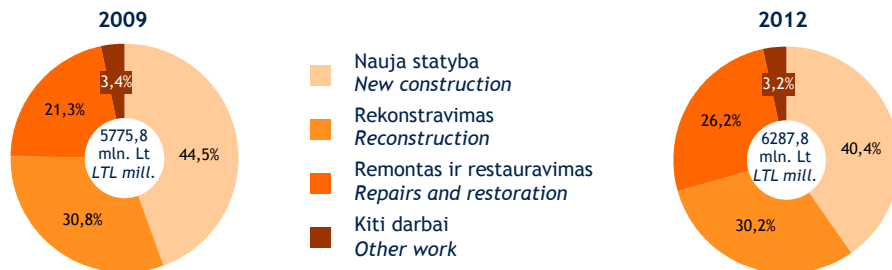 2009
3,4%
21,3%
5775,8
mln. Lt
LTL mill.
44,5%
30,8%
Nauja statyba
New construction
Rekonstravimas
Reconstruction
Remontas ir restauravimas
Repairs and restoration
Kiti darbai
Other work
2012
3,2%
26,2%
6287,8
mln. Lt
LTL mill.
40,4%
30,2%